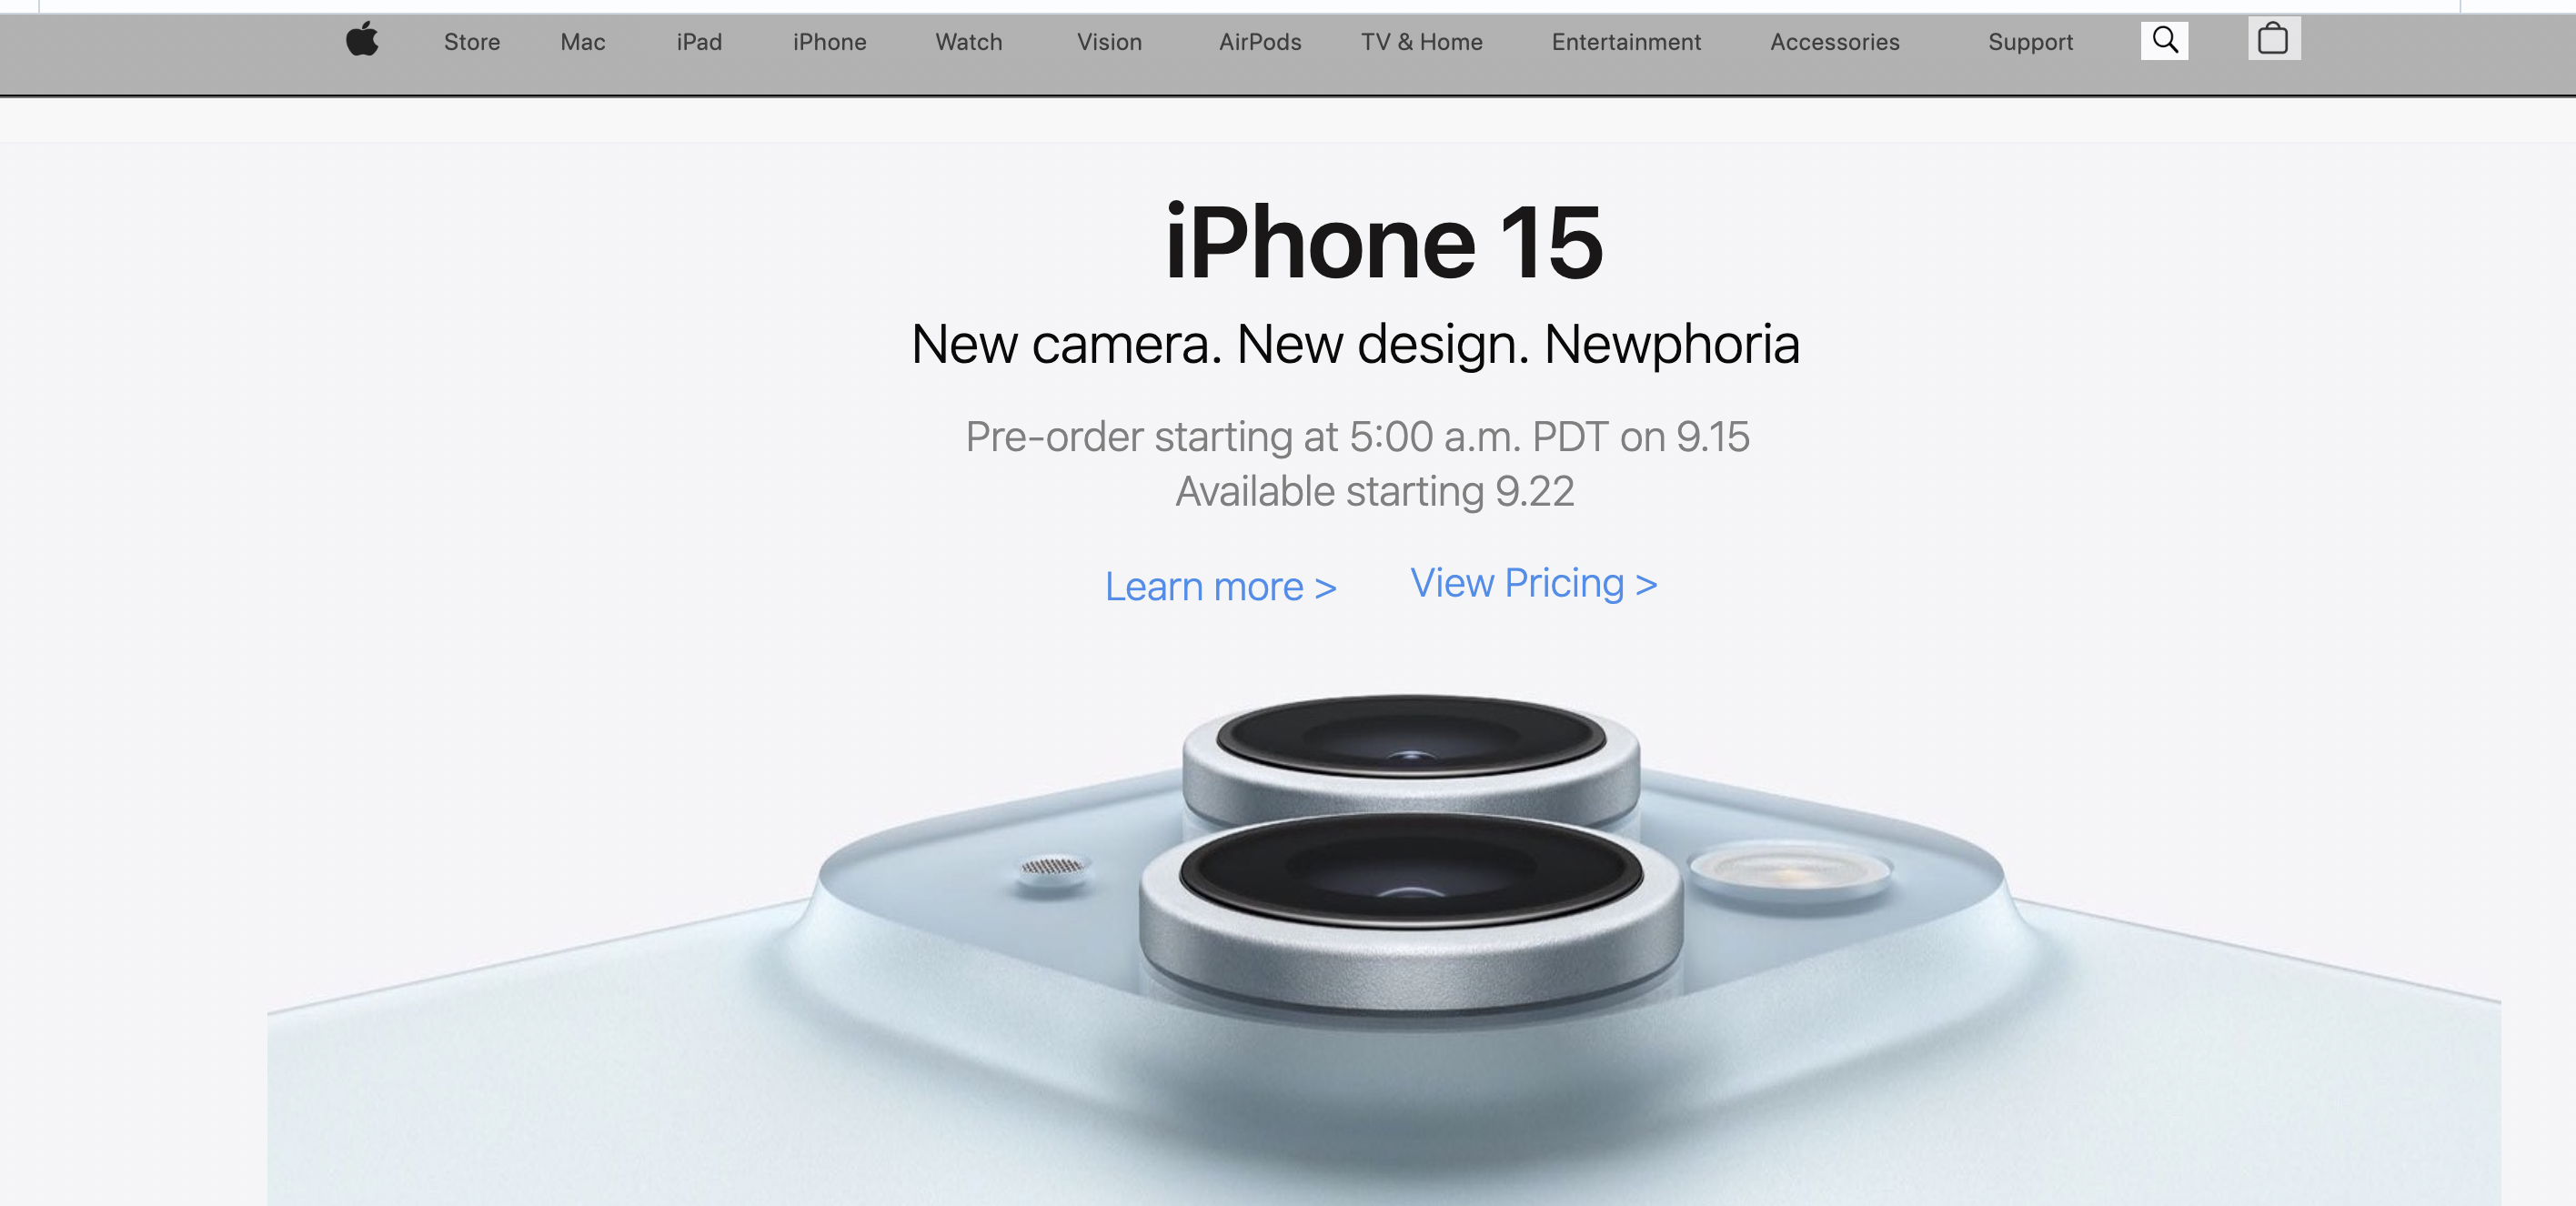 Store Mac iPad iPhone Watch Vision AirPods TV & Home Entertainment Accessories Support
iPhone 15
New camera. New design. Newphoria
Pre-order starting at 5:00 a.m. PDT on 9.15
Available starting 9.22
Learn more > View Pricing >